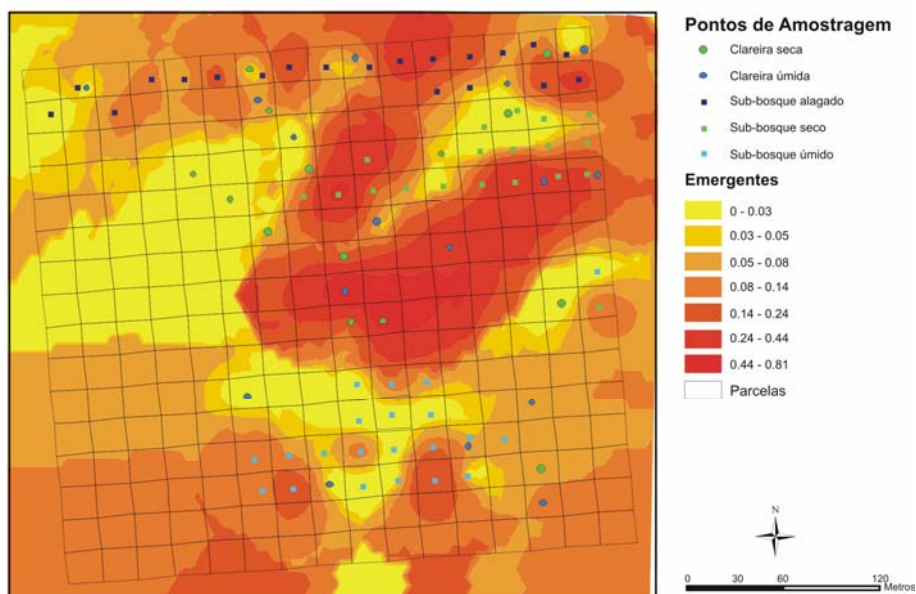 Pontos de Amostragem
Clareira seca
Clareira úmida
Sub-bosque alagado
Sub-bosque seco
Sub-bosque úmido
Emergentes
0 - 0.03
0.03 - 0.05
0.05 - 0.08
0.08 - 0.14
0.14 - 0.24
0.24 - 0.44
0.44 - 0.81
Parcelas
N
0 30 60 120
Metros